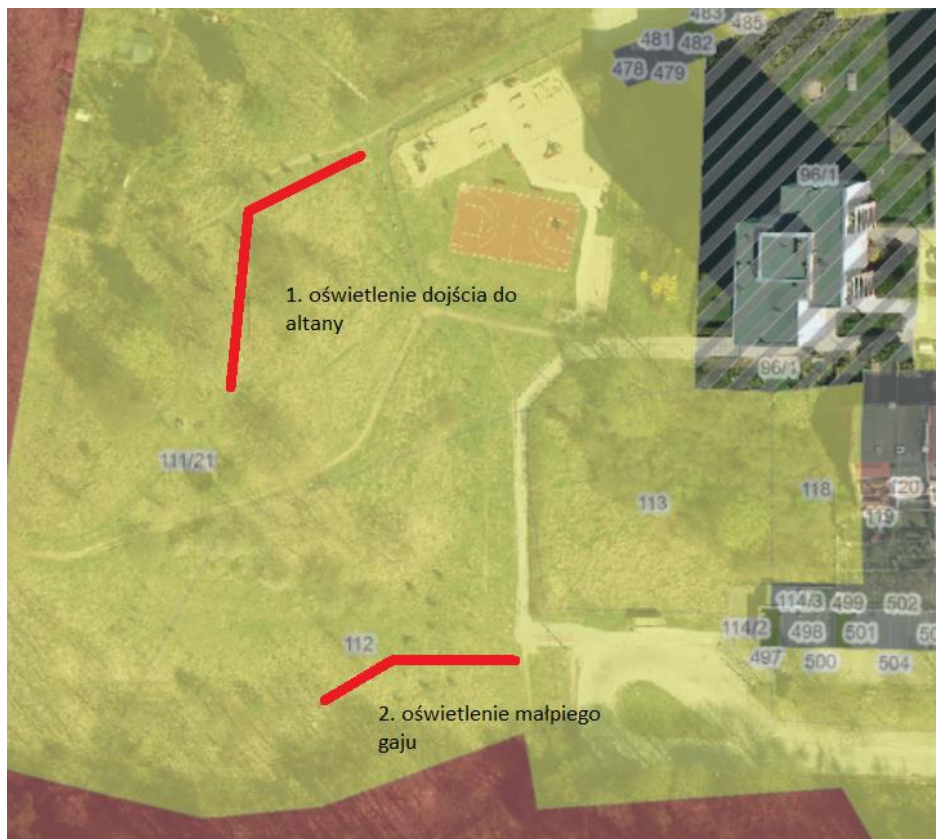 483
485
481 482
478 479
96/1
1. oświetlenie dojścia do
altany
96/1
111/21
113
118
120
119
114/3 499 502
114/2 498 501
112
497 500 504
2. oświetlenie małpiego
gaju